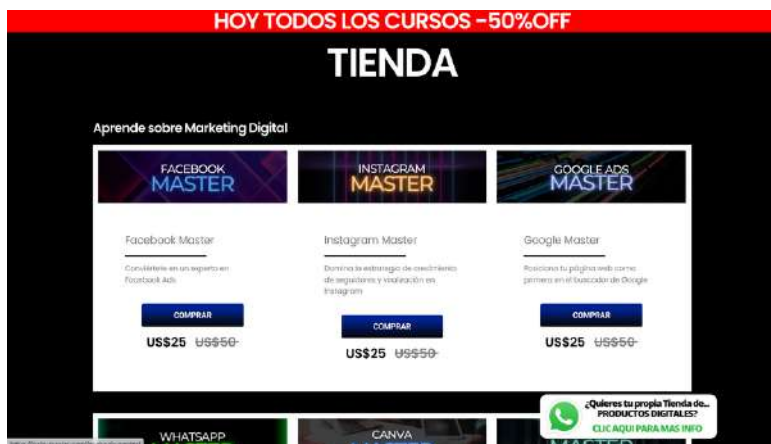 HOY TODOS LOS CURSOS -50%OFF
TIENDA
Aprende sobre Marketing Digital
FACEBOOK
MASTER
INSTAGRAM
MASTER
GOOGLE ADS
MASTER
Facebook Master
Conviértete en un experto en
Facebook Ads
COMPRAR
US$25 US$50
Instagram Master
Domina la estrategia de crecimiento
de seguidores y viralización en
Instagram
COMPRAR
US$25 US$50
Google Master
Posiciona tu página web como
primero en el buscador de Google
COMPRAR
US$25 US$50
WHATSAPP
CANVA
MASTER
¿Quieres tu propia Tienda de...
PRODUCTOS DIGITALES?
CLIC AQUI PARA MAS INFO